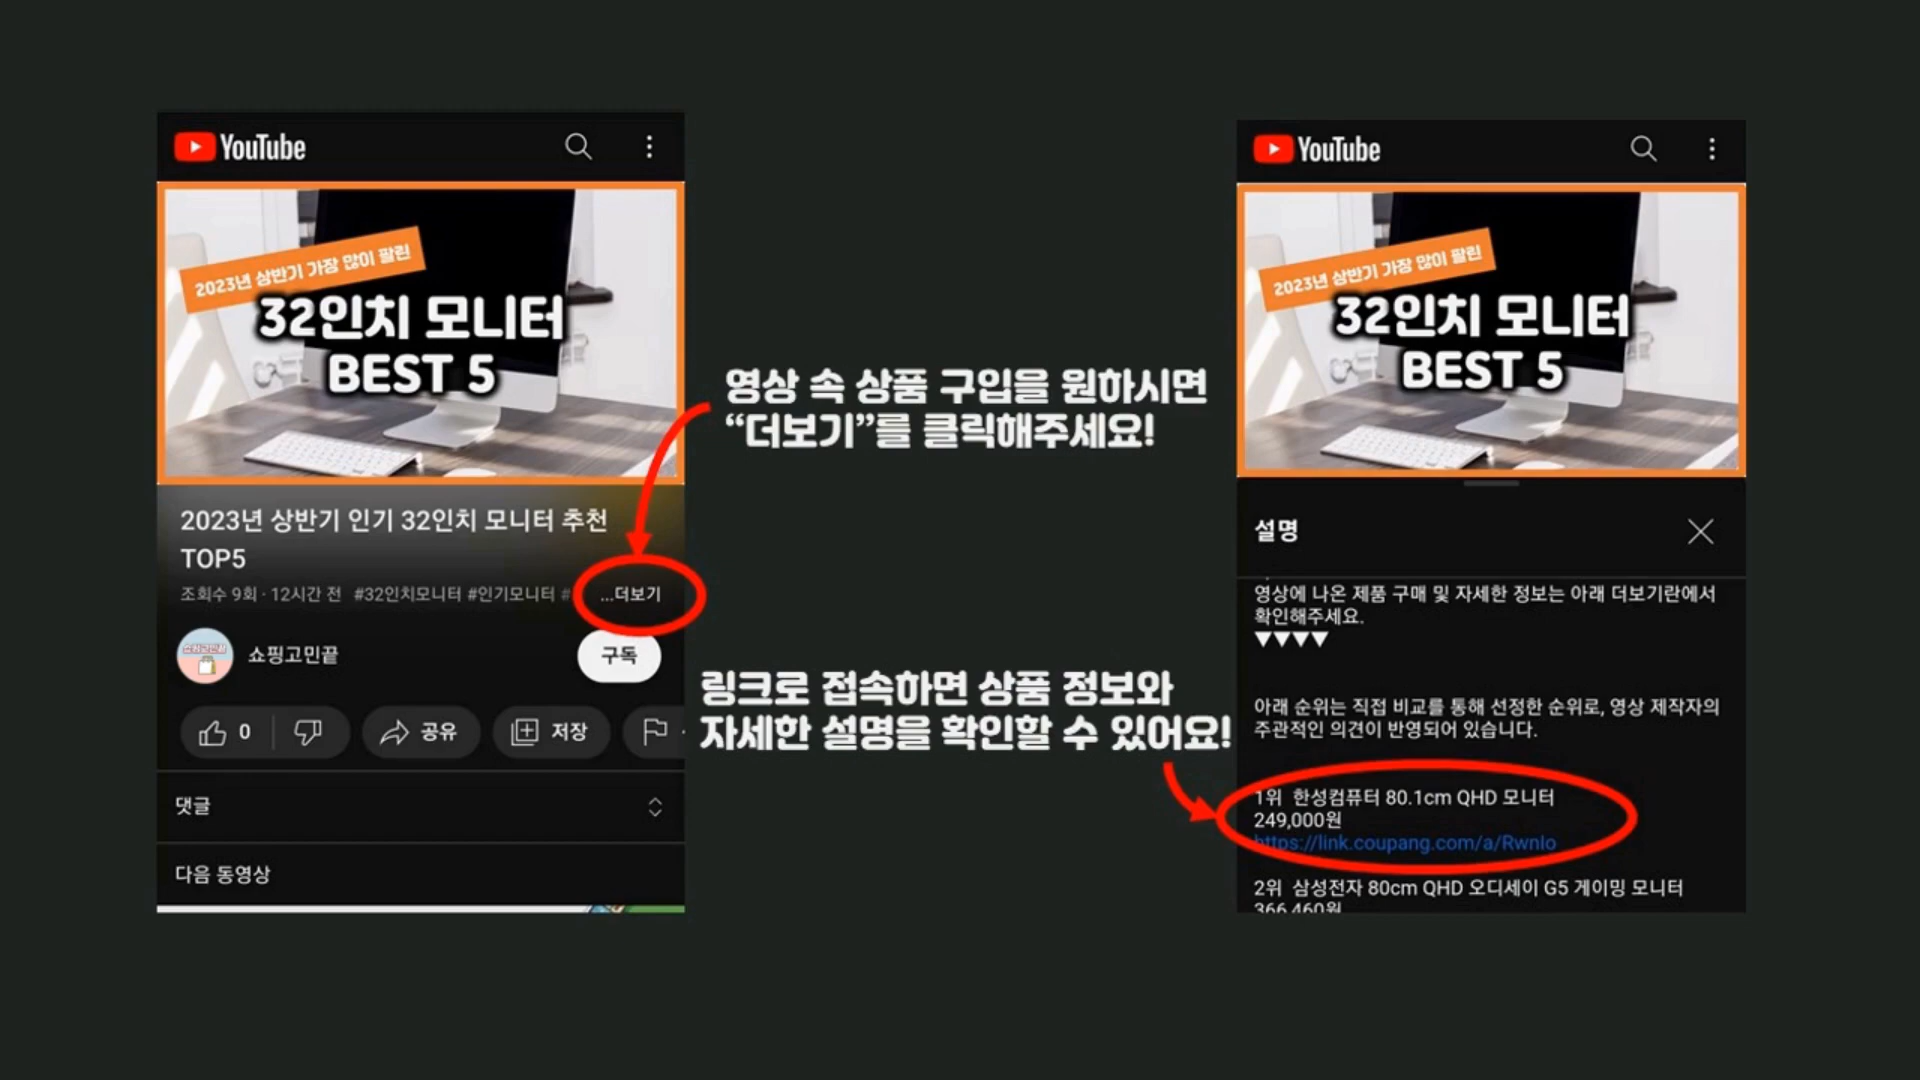 YouTube
2023년 상반기 가장 많이 팔린
32인치 모니터
BEST 5
2023년 상반기 인기 32인치 모니터 추천
TOP5
조회수 9회 · 12시간 전 #32인치모니터 #인기모니터 # ...더보기
쇼핑고민끝
쇼핑고민끝
구독
0
공유
저장
댓글
다음 동영상
영상 속 상품 구입을 원하시면
“더보기”를 클릭해주세요!
링크로 접속하면 상품 정보와
자세한 설명을 확인할 수 있어요!
YouTube
2023년 상반기 가장 많이 팔린
32인치 모니터
BEST 5
설명
영상에 나온 제품 구매 및 자세한 정보는 아래 더보기란에서
확인해주세요.
▼▼▼▼
아래 순위는 직접 비교를 통해 선정한 순위로, 영상 제작자의
주관적인 의견이 반영되어 있습니다.
1위 한성컴퓨터 80.1cm QHD 모니터
249,000원
https://link.coupang.com/a/Rwnlo
2위 삼성전자 80cm QHD 오디세이 G5 게이밍 모니터
366,460원